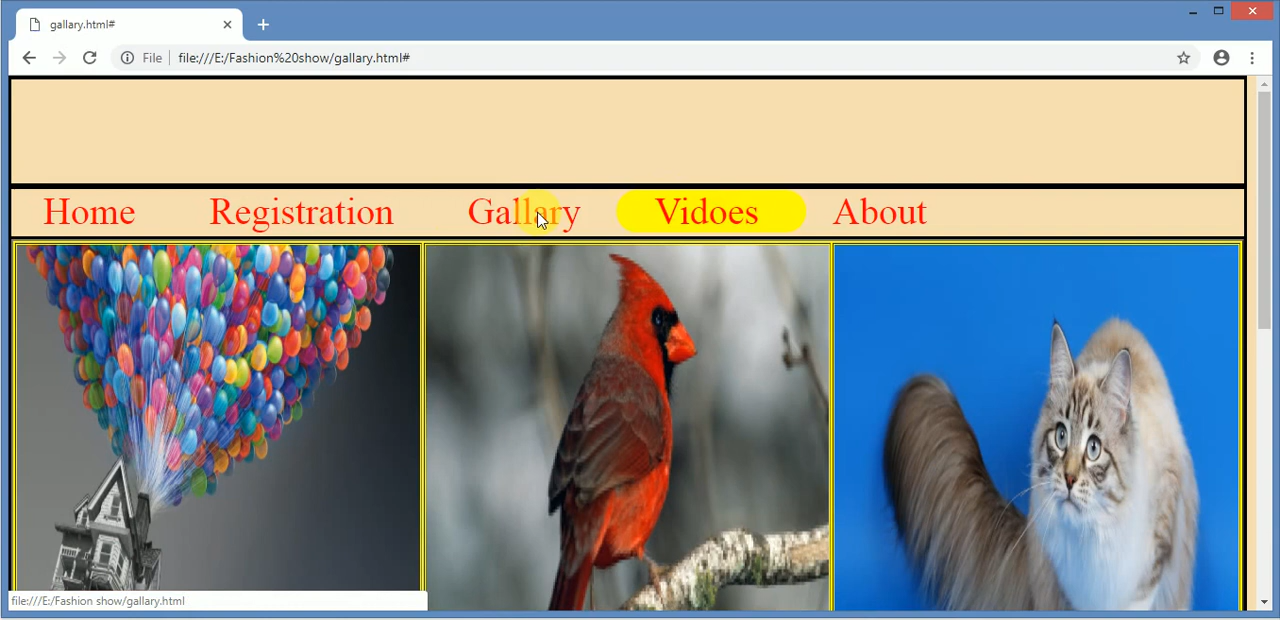 gallary.html#
File
file:///E:/Fashion%20show/gallary.html#
Home Registration Gallary Vidoes About
file:///E:/Fashion show/gallary.html